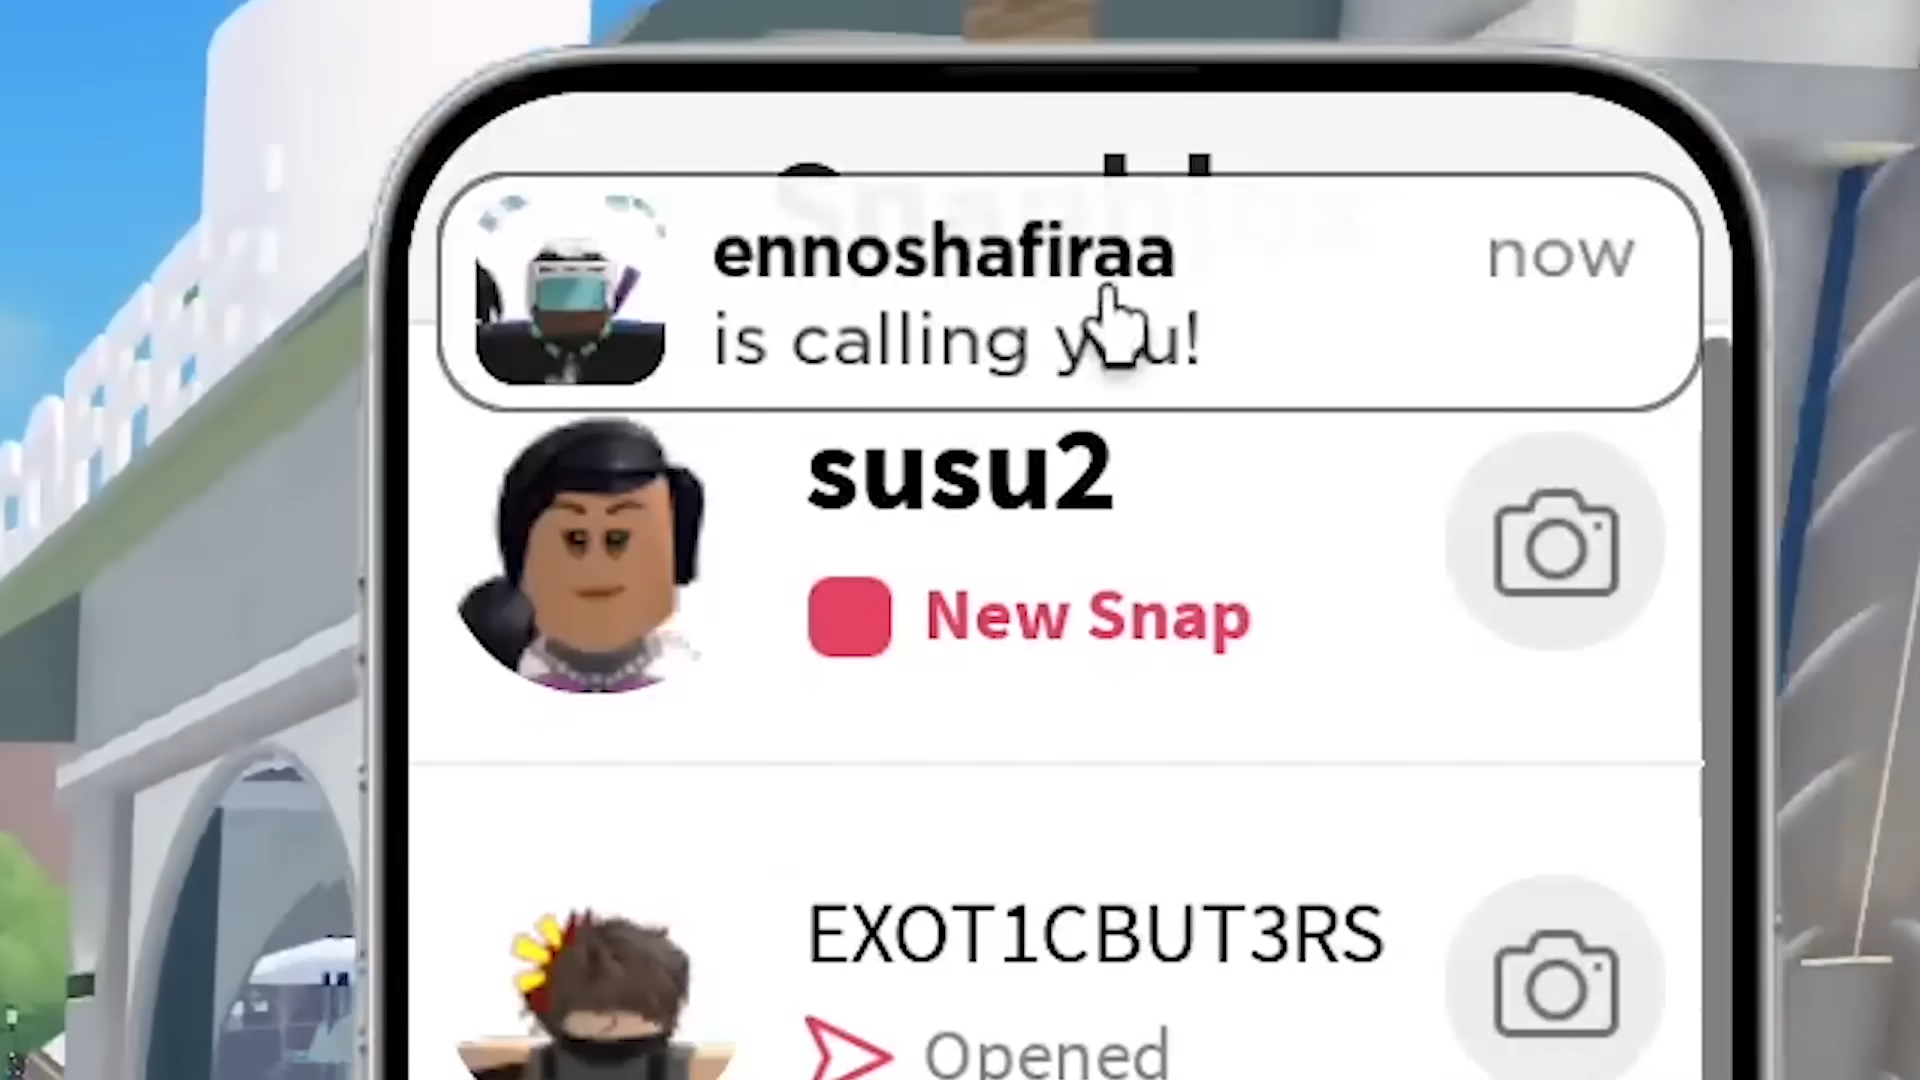 ennoshafiraa
now
is calling you!
susu2
New Snap
EXOT1CBUT3RS
Opened